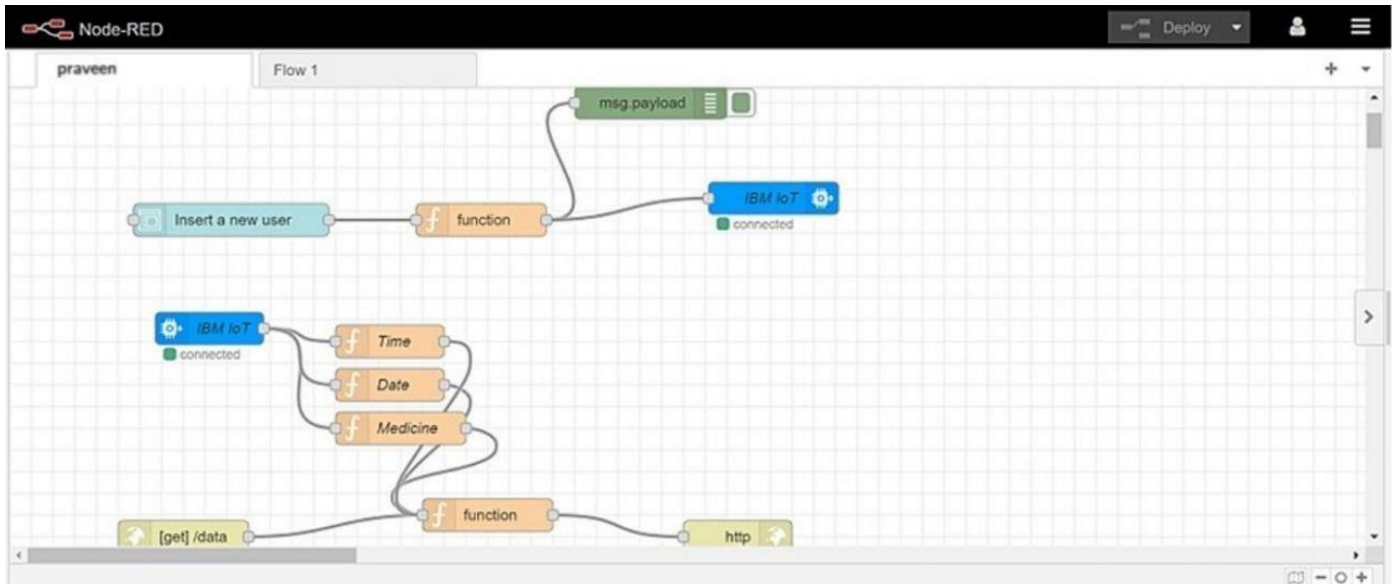 Node-RED
Deploy
praveen
Flow 1
msg.payload
IBM IoT
Insert a new user
function
connected
IBM IoT
Time
connected
Date
Medicine
function
[get] /data
http